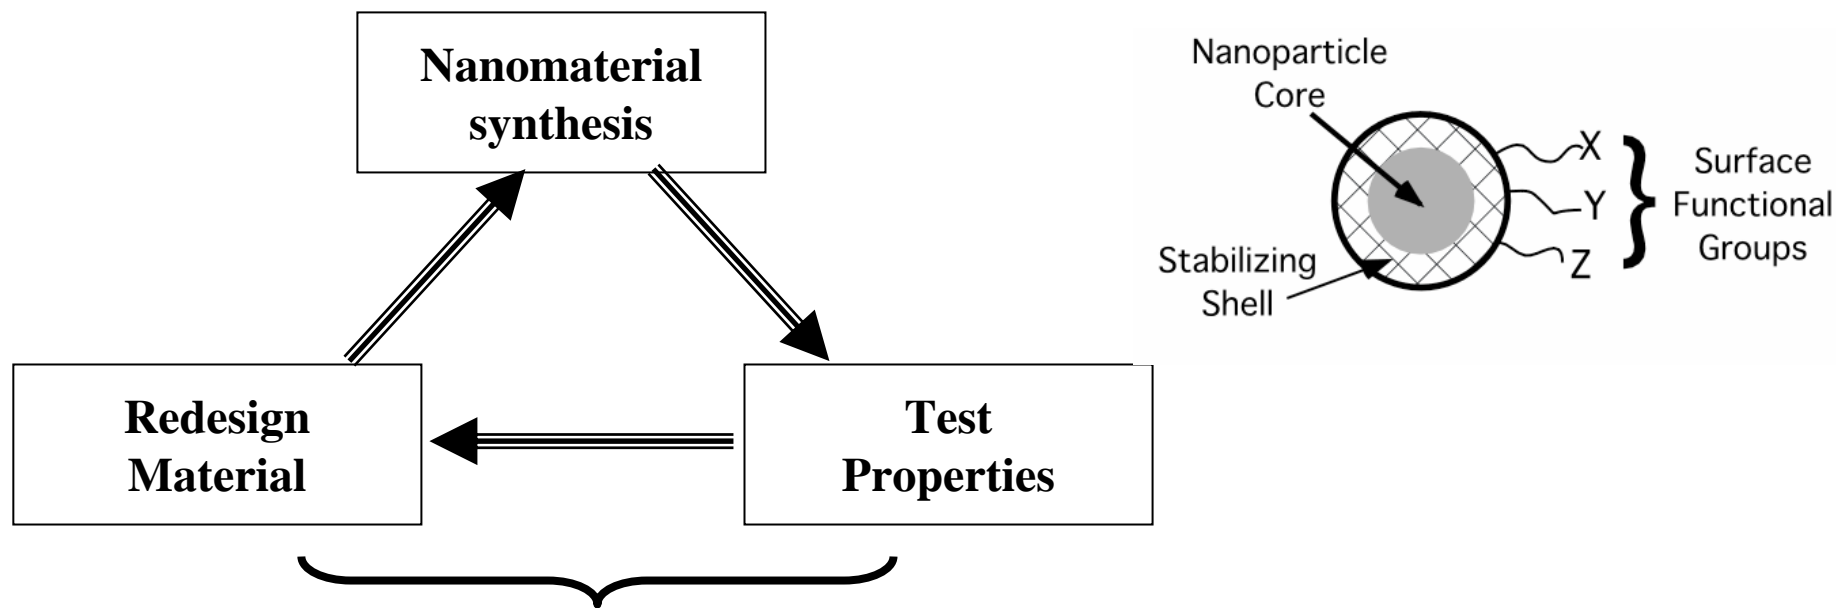 Nanomaterial
synthesis
Redesign
Material
Test
Properties
Nanoparticle
Core
Stabilizing
Shell
X
Y
Z
Surface
Functional
Groups